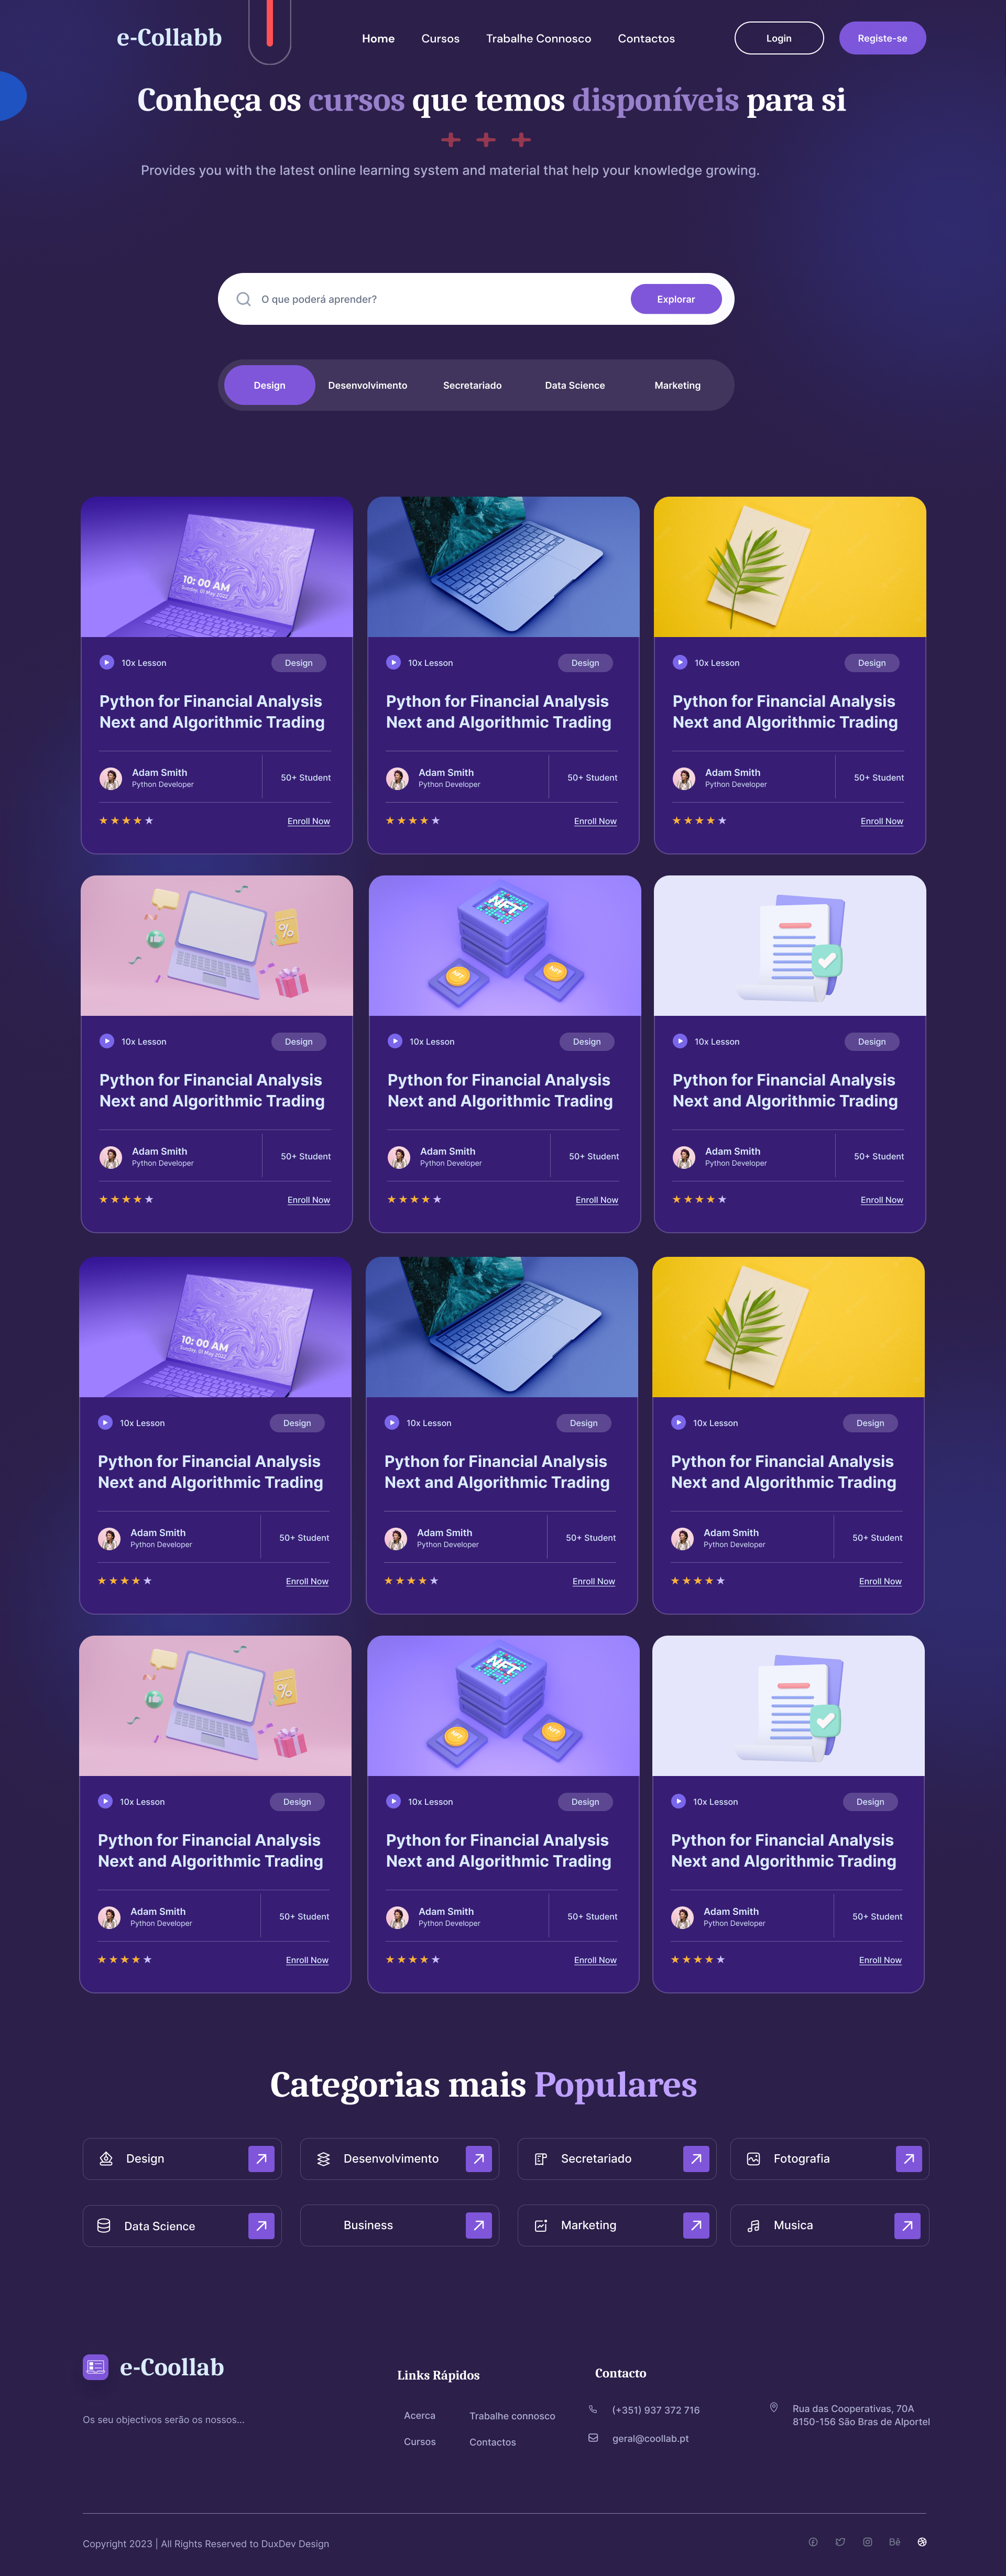 e-Collabb
Home Cursos Trabalhe Connosco Contactos Login Registe-se
Conheça os cursos que temos disponíveis para si
Provides you with the latest online learning system and material that help your knowledge growing.
O que poderá aprender? Explorar
Design Desenvolvimento Secretariado Data Science Marketing
10: 00 AM
Sunday, 01 May 2022
10x Lesson Design
Python for Financial Analysis
Next and Algorithmic Trading
Adam Smith
Python Developer
50+ Student
Enroll Now
10x Lesson Design
Python for Financial Analysis
Next and Algorithmic Trading
Adam Smith
Python Developer
50+ Student
Enroll Now
10x Lesson Design
Python for Financial Analysis
Next and Algorithmic Trading
Adam Smith
Python Developer
50+ Student
Enroll Now
%
10x Lesson Design
Python for Financial Analysis
Next and Algorithmic Trading
Adam Smith
Python Developer
50+ Student
Enroll Now
NFT
NFT NFT
10x Lesson Design
Python for Financial Analysis
Next and Algorithmic Trading
Adam Smith
Python Developer
50+ Student
Enroll Now
10x Lesson Design
Python for Financial Analysis
Next and Algorithmic Trading
Adam Smith
Python Developer
50+ Student
Enroll Now
10: 00 AM
Sunday, 01 May 2022
10x Lesson Design
Python for Financial Analysis
Next and Algorithmic Trading
Adam Smith
Python Developer
50+ Student
Enroll Now
10x Lesson Design
Python for Financial Analysis
Next and Algorithmic Trading
Adam Smith
Python Developer
50+ Student
Enroll Now
10x Lesson Design
Python for Financial Analysis
Next and Algorithmic Trading
Adam Smith
Python Developer
50+ Student
Enroll Now
%
10x Lesson Design
Python for Financial Analysis
Next and Algorithmic Trading
Adam Smith
Python Developer
50+ Student
Enroll Now
NFT
NFT NFT
10x Lesson Design
Python for Financial Analysis
Next and Algorithmic Trading
Adam Smith
Python Developer
50+ Student
Enroll Now
10x Lesson Design
Python for Financial Analysis
Next and Algorithmic Trading
Adam Smith
Python Developer
50+ Student
Enroll Now
Categorias mais Populares
Design Desenvolvimento Secretariado Fotografia
Data Science Business Marketing Musica
e-Coollab
Os seu objectivos serão os nossos...
Links Rápidos
Acerca Trabalhe connosco
Cursos Contactos
Contacto
(+351) 937 372 716
geral@coollab.pt
Rua das Cooperativas, 70A
8150-156 São Bras de Alportel
Copyright 2023 | All Rights Reserved to DuxDev Design
Bē